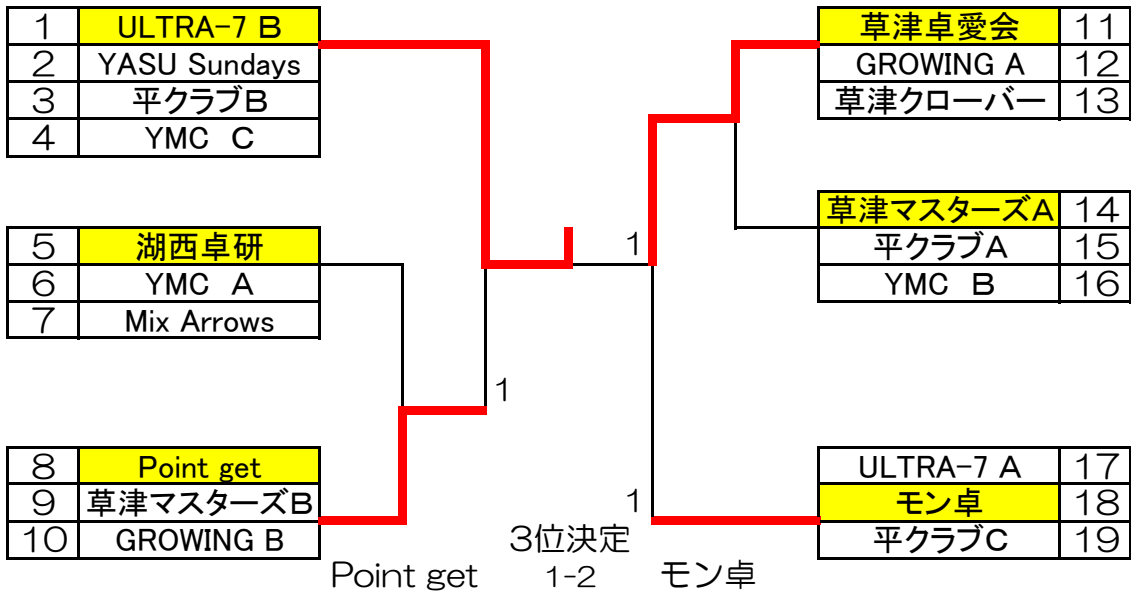 1 ULTRA-7 B
2 YASU Sundays
3 平クラブB
4 YMC C
5 湖西卓研
6 YMC A
7 Mix Arrows
8 Point get
9 草津マスターズB
10 GROWING B
1
1
1
草津卓愛会 11
GROWING A 12
草津クローバー 13
草津マスターズA 14
平クラブA 15
YMC B 16
ULTRA-7 A 17
モン卓 18
平クラブC 19
3位決定
Point get 1-2 モン卓